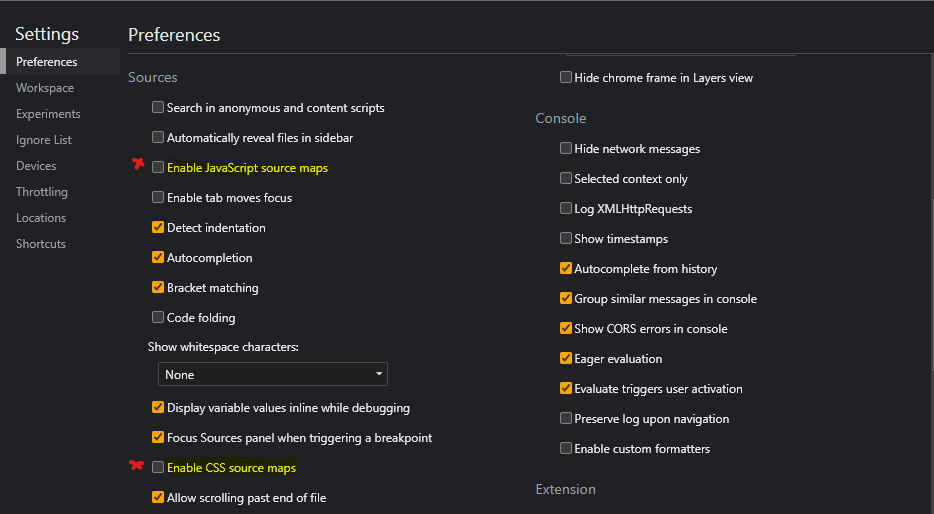 Settings
Preferences
Workspace
Experiments
Ignore List
Devices
Throttling
Locations
Shortcuts
Preferences
Sources
Search in anonymous and content scripts
Automatically reveal files in sidebar
Enable JavaScript source maps
Enable tab moves focus
Detect indentation
Autocompletion
Bracket matching
Code folding
Show whitespace characters:
None
Display variable values inline while debugging
Focus Sources panel when triggering a breakpoint
Enable CSS source maps
Allow scrolling past end of file
Hide chrome frame in Layers view
Console
Hide network messages
Selected context only
Log XMLHttpRequests
Show timestamps
Autocomplete from history
Group similar messages in console
Show CORS errors in console
Eager evaluation
Evaluate triggers user activation
Preserve log upon navigation
Enable custom formatters
Extension